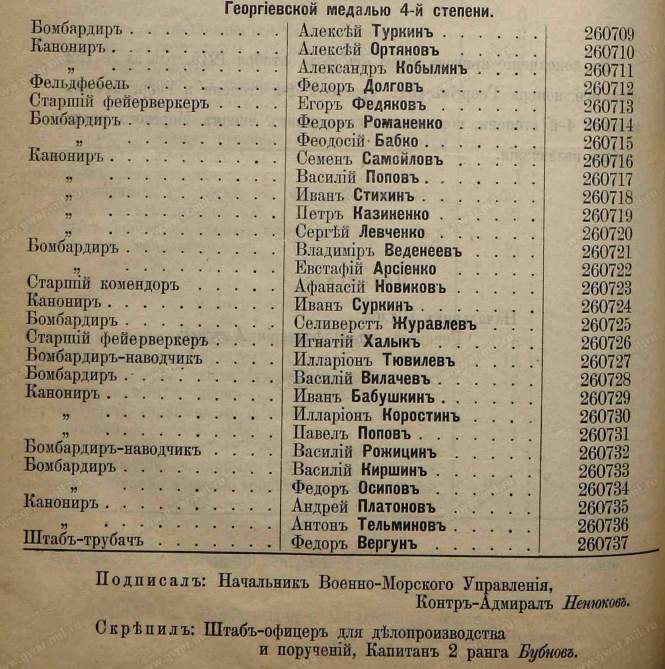 Георгіевской медалью 4-й степени.
Бомбардиръ . . . . . . . . Алексѣй Туркинъ . . . . . 260709
Канониръ . . . . . . . . . Алексѣй Ортяновъ . . . . 260710
„ . . . . . . . . . Александръ Кобылинъ . . . 260711
Фельдфебель . . . . . . . Федоръ Долговъ . . . . . 260712
Старшій фейерверкеръ . . . . Егоръ Федяковъ . . . . . 260713
Бомбардиръ . . . . . . . . Федоръ Романенко . . . . 260714
„ . . . . . . . . Феодосій Бабко . . . . . 260715
Канониръ . . . . . . . . . Семенъ Самойловъ . . . . 260716
„ . . . . . . . . . Василій Поповъ . . . . . 260717
„ . . . . . . . . . Иванъ Стихинъ . . . . . 260718
„ . . . . . . . . . Петръ Казиненко . . . . 260719
„ . . . . . . . . . Сергѣй Левченко . . . . 260720
Бомбардиръ . . . . . . . . Владиміръ Веденеевъ . . . 260721
„ . . . . . . . . Евстафій Арсіенко . . . . 260722
Старшій комендоръ . . . . . Афанасій Новиковъ . . . . 260723
Канониръ . . . . . . . . . Иванъ Суркинъ . . . . . 260724
Бомбардиръ . . . . . . . . Селиверстъ Журавлевъ . . . 260725
Старшій фейерверкеръ . . . . Игнатій Халыкъ . . . . . 260726
Бомбардиръ-наводчикъ . . . . Илларіонъ Тювилевъ . . . 260727
Бомбардиръ . . . . . . . . Василій Вилачевъ . . . . 260728
Канониръ . . . . . . . . . Иванъ Бабушкинъ . . . . 260729
„ . . . . . . . . . Илларіонъ Коростинъ . . . 260730
„ . . . . . . . . . Павелъ Поповъ . . . . . 260731
Бомбардиръ-наводчикъ . . . . Василій Рожицинъ . . . . 260732
Бомбардиръ . . . . . . . . Василій Киршинъ . . . . 260733
„ . . . . . . . . Федоръ Осиповъ . . . . . 260734
Канониръ . . . . . . . . . Андрей Платоновъ . . . . 260735
„ . . . . . . . . . Антонъ Тельминовъ . . . . 260736
Штабъ-трубачъ . . . . . . . Федоръ Вергунъ . . . . . 260737
Подписалъ: Начальникъ Военно-Морского Управленія,
Контръ-Адмиралъ Ненюковъ.
Скрѣпилъ: Штабъ-офицеръ для дѣлопроизводства
и порученій, Капитанъ 2 ранга Бубновъ.